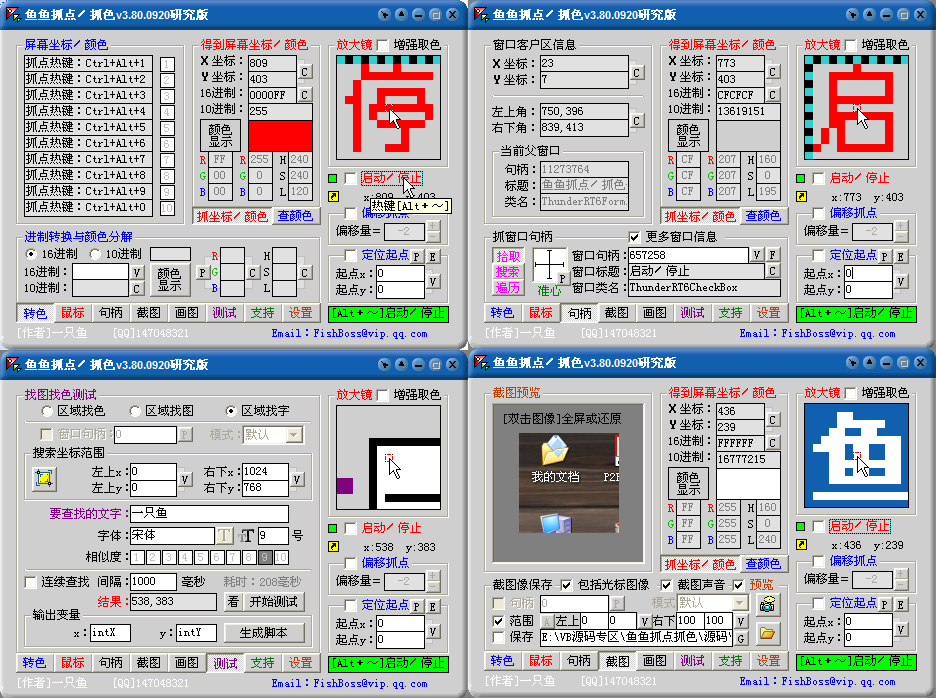 鱼鱼抓点／抓色v3.80.0920研究版
屏幕坐标／颜色
抓点热键：Ctrl+Alt+1 1
抓点热键：Ctrl+Alt+2 2
抓点热键：Ctrl+Alt+3 3
抓点热键：Ctrl+Alt+4 4
抓点热键：Ctrl+Alt+5 5
抓点热键：Ctrl+Alt+6 6
抓点热键：Ctrl+Alt+7 7
抓点热键：Ctrl+Alt+8 8
抓点热键：Ctrl+Alt+9 9
抓点热键：Ctrl+Alt+0 10
得到屏幕坐标／颜色
X 坐标：809
Y 坐标：403 C
16进制：0000FF C
10进制：255
颜色
显示
R FF R 255 H 240
G 00 G 0 S 240
B 00 B 0 L 120
抓坐标／颜色 查颜色
放大镜 增强取色
停
启动／停止
x:809 y:403
热键[Alt＋～]
偏移抓点
偏移量= -2
定位起点 P E
起点x：0
起点y：0 V
进制转换与颜色分解
16进制 10进制
16进制： V
10进制： C
颜色
显示
P R G B C H S L C
转色 鼠标 句柄 截图 画图 测试 支持 设置
[Alt＋～]启动／停止
[作者]一只鱼 [QQ]147048321 Email：FishBoss@vip.qq.com
鱼鱼抓点／抓色v3.80.0920研究版
窗口客户区信息
X 坐标：23
Y 坐标：7 C
左上角：750,396
右下角：839,413 C
当前父窗口
句柄：11273764
标题：鱼鱼抓点／抓色
类名：ThunderRT6Form
得到屏幕坐标／颜色
X 坐标：773
Y 坐标：403 C
16进制：CFCFCF C
10进制：13619151
颜色
显示
R CF R 207 H 160
G CF G 207 S 0
B CF B 207 L 195
抓坐标／颜色 查颜色
放大镜 增强取色
启动／停止
x:773 y:403
偏移抓点
偏移量= -2
定位起点 P E
起点x：0
起点y：0 V
抓窗口句柄 更多窗口信息
拾取
搜索
遍历
准心 P
窗口句柄：657258 V F
窗口标题：启动／停止 C
窗口类名：ThunderRT6CheckBox
转色 鼠标 句柄 截图 画图 测试 支持 设置
[Alt＋～]启动／停止
[作者]一只鱼 [QQ]147048321 Email：FishBoss@vip.qq.com
鱼鱼抓点／抓色v3.80.0920研究版
找图找色测试
区域找色 区域找图 区域找字
窗口句柄：0 P 模式：默认
搜索坐标范围
左上x：0 右下x：1024
左上y：0 V 右下y：768 V
要查找的文字：一只鱼
字体：宋体 T T 9 号
相似度： 1 2 3 4 5 6 7 8 9 10
连续查找 间隔：1000 毫秒 耗时：208毫秒
结果：538,383 看 开始测试
输出变量
x：intX y：intY 生成脚本
放大镜 增强取色
启动／停止
x:538 y:383
偏移抓点
偏移量= -2
定位起点 P E
起点x：0
起点y：0 V
转色 鼠标 句柄 截图 画图 测试 支持 设置
[Alt＋～]启动／停止
[作者]一只鱼 [QQ]147048321 Email：FishBoss@vip.qq.com
鱼鱼抓点／抓色v3.80.0920研究版
截图预览
[双击图像]全屏或还原
我的文档 P2P
得到屏幕坐标／颜色
X 坐标：436
Y 坐标：239 C
16进制：FFFFFF C
10进制：16777215
颜色
显示
R FF R 255 H 160
G FF G 255 S 0
B FF B 255 L 240
抓坐标／颜色 查颜色
放大镜 增强取色
鱼
启动／停止
x:436 y:239
偏移抓点
偏移量= -2
定位起点 P E
起点x：0
起点y：0 V
截图像保存 包括光标图像 截图声音 预览
句柄 0 P 模式 默认
范围 A 左上 0 0 V 右下 100 100 V
保存 E:\VB源码专区\鱼鱼抓点抓色\源码\ G
转色 鼠标 句柄 截图 画图 测试 支持 设置
[Alt＋～]启动／停止
[作者]一只鱼 [QQ]147048321 Email：FishBoss@vip.qq.com